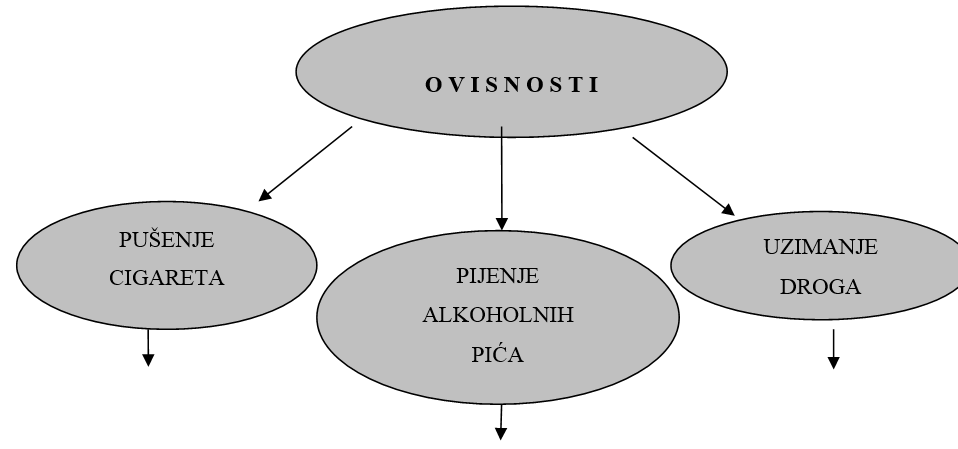 O V I S N O S T I
PUŠENJE
CIGARETA
PIJENJE
ALKOHOLNIH
PIĆA
UZIMANJE
DROGA